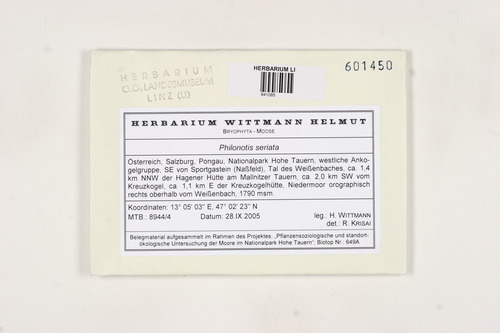 HERBARIUM
O.Ö. LANDESMUSEUM
LINZ (LI)
HERBARIUM LI
601450
HERBARIUM WITTMANN HELMUT
BRYOPHYTA - MOOSE
Philonotis seriata
Österreich, Salzburg, Pongau, Nationalpark Hohe Tauern, westliche Anko-
gelgruppe, SE von Sportgastein (Naßfeld), Tal des Weißenbaches, ca. 1,4
km NNW der Hagener Hütte am Mallnitzer Tauern, ca. 2,0 km SW vom
Kreuzkogel, ca. 1,1 km E der Kreuzkogelhütte, Niedermoor orographisch
rechts oberhalb vom Weißenbach, 1790 msm
Koordinaten: 13° 05' 03" E, 47° 02' 23" N
MTB.: 8944/4 Datum: 28.IX.2005 leg.: H. WITTMANN
det.: R. KRISAI
Belegmaterial aufgesammelt im Rahmen des Projektes: „Pflanzensoziologische und standort-
ökologische Untersuchung der Moore im Nationalpark Hohe Tauern"; Biotop Nr.: 649A